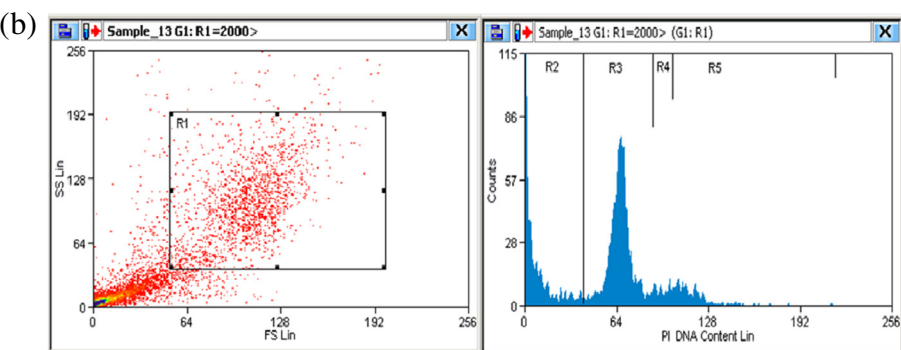 (b)
Sample_13 G1: R1=2000>
256
192
128
64
0
R1
SS Lin
0 64 128 192 256
FS Lin
Sample_13 G1: R1=2000> (G1: R1)
115
86
57
28
0
R2 R3 R4 R5
Counts
0 64 128 192 256
PI DNA Content Lin